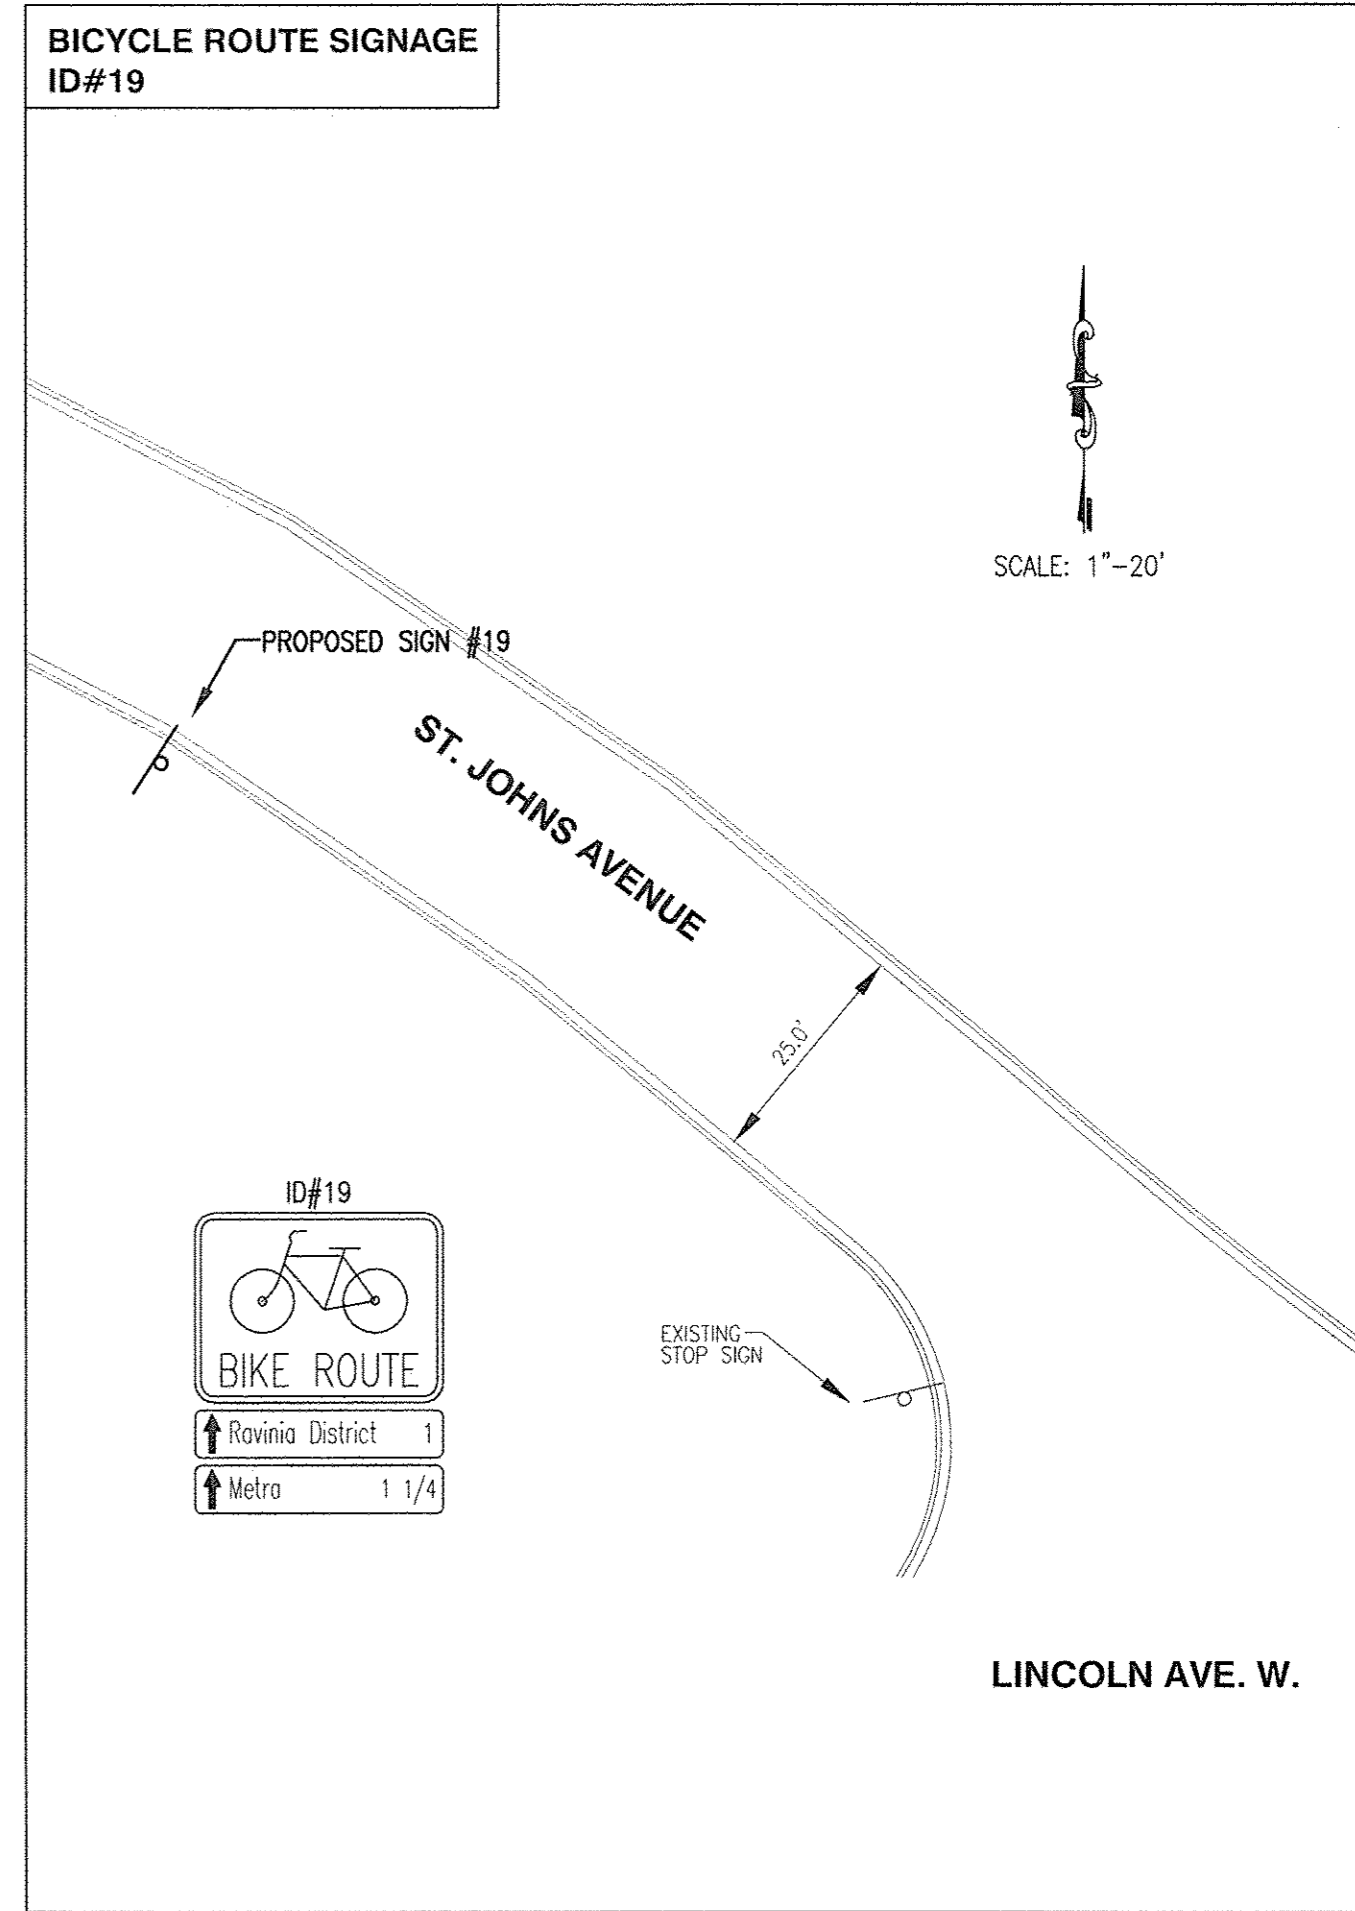 BICYCLE ROUTE SIGNAGE
ID#19
SCALE: 1"-20'
PROPOSED SIGN #19
ST. JOHNS AVENUE
25.0'
ID#19
BIKE ROUTE
Ravinia District 1
Metra 1 1/4
EXISTING
STOP SIGN
LINCOLN AVE. W.